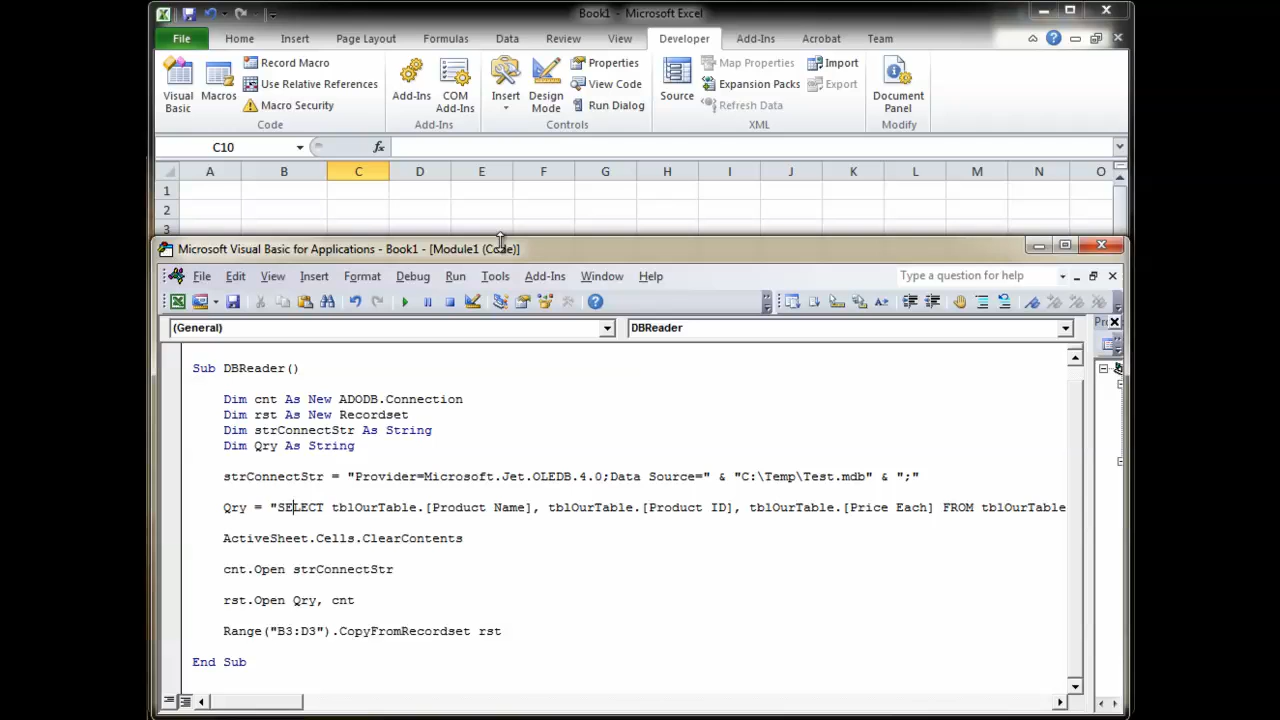 Book1 - Microsoft Excel
File Home Insert Page Layout Formulas Data Review View Developer Add-Ins Acrobat Team
Visual Basic
Macros
Record Macro
Use Relative References
Macro Security
Code
Add-Ins
COM Add-Ins
Add-Ins
Insert
Design Mode
Properties
View Code
Run Dialog
Controls
Source
Map Properties
Expansion Packs
Refresh Data
Import
Export
XML
Document Panel
Modify
C10
fx
A B C D E F G H I J K L M N O
1
2
3
Microsoft Visual Basic for Applications - Book1 - [Module1 (Code)]
File Edit View Insert Format Debug Run Tools Add-Ins Window Help
Type a question for help
(General)
DBReader
Sub DBReader()
Dim cnt As New ADODB.Connection
Dim rst As New Recordset
Dim strConnectStr As String
Dim Qry As String
strConnectStr = "Provider=Microsoft.Jet.OLEDB.4.0;Data Source=" & "C:\Temp\Test.mdb" & ";"
Qry = "SELECT tblOurTable.[Product Name], tblOurTable.[Product ID], tblOurTable.[Price Each] FROM tblOurTable
ActiveSheet.Cells.ClearContents
cnt.Open strConnectStr
rst.Open Qry, cnt
Range("B3:D3").CopyFromRecordset rst
End Sub